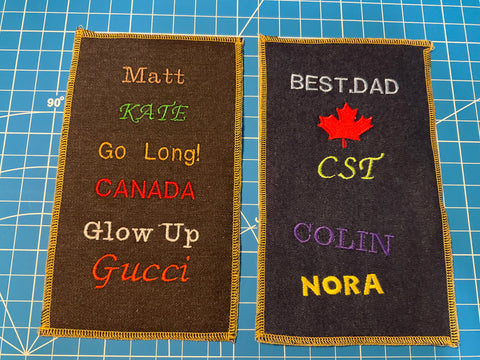 Matt
KATE
Go Long!
CANADA
Glow Up
Gucci
BEST.DAD
CST
COLIN
NORA
90°